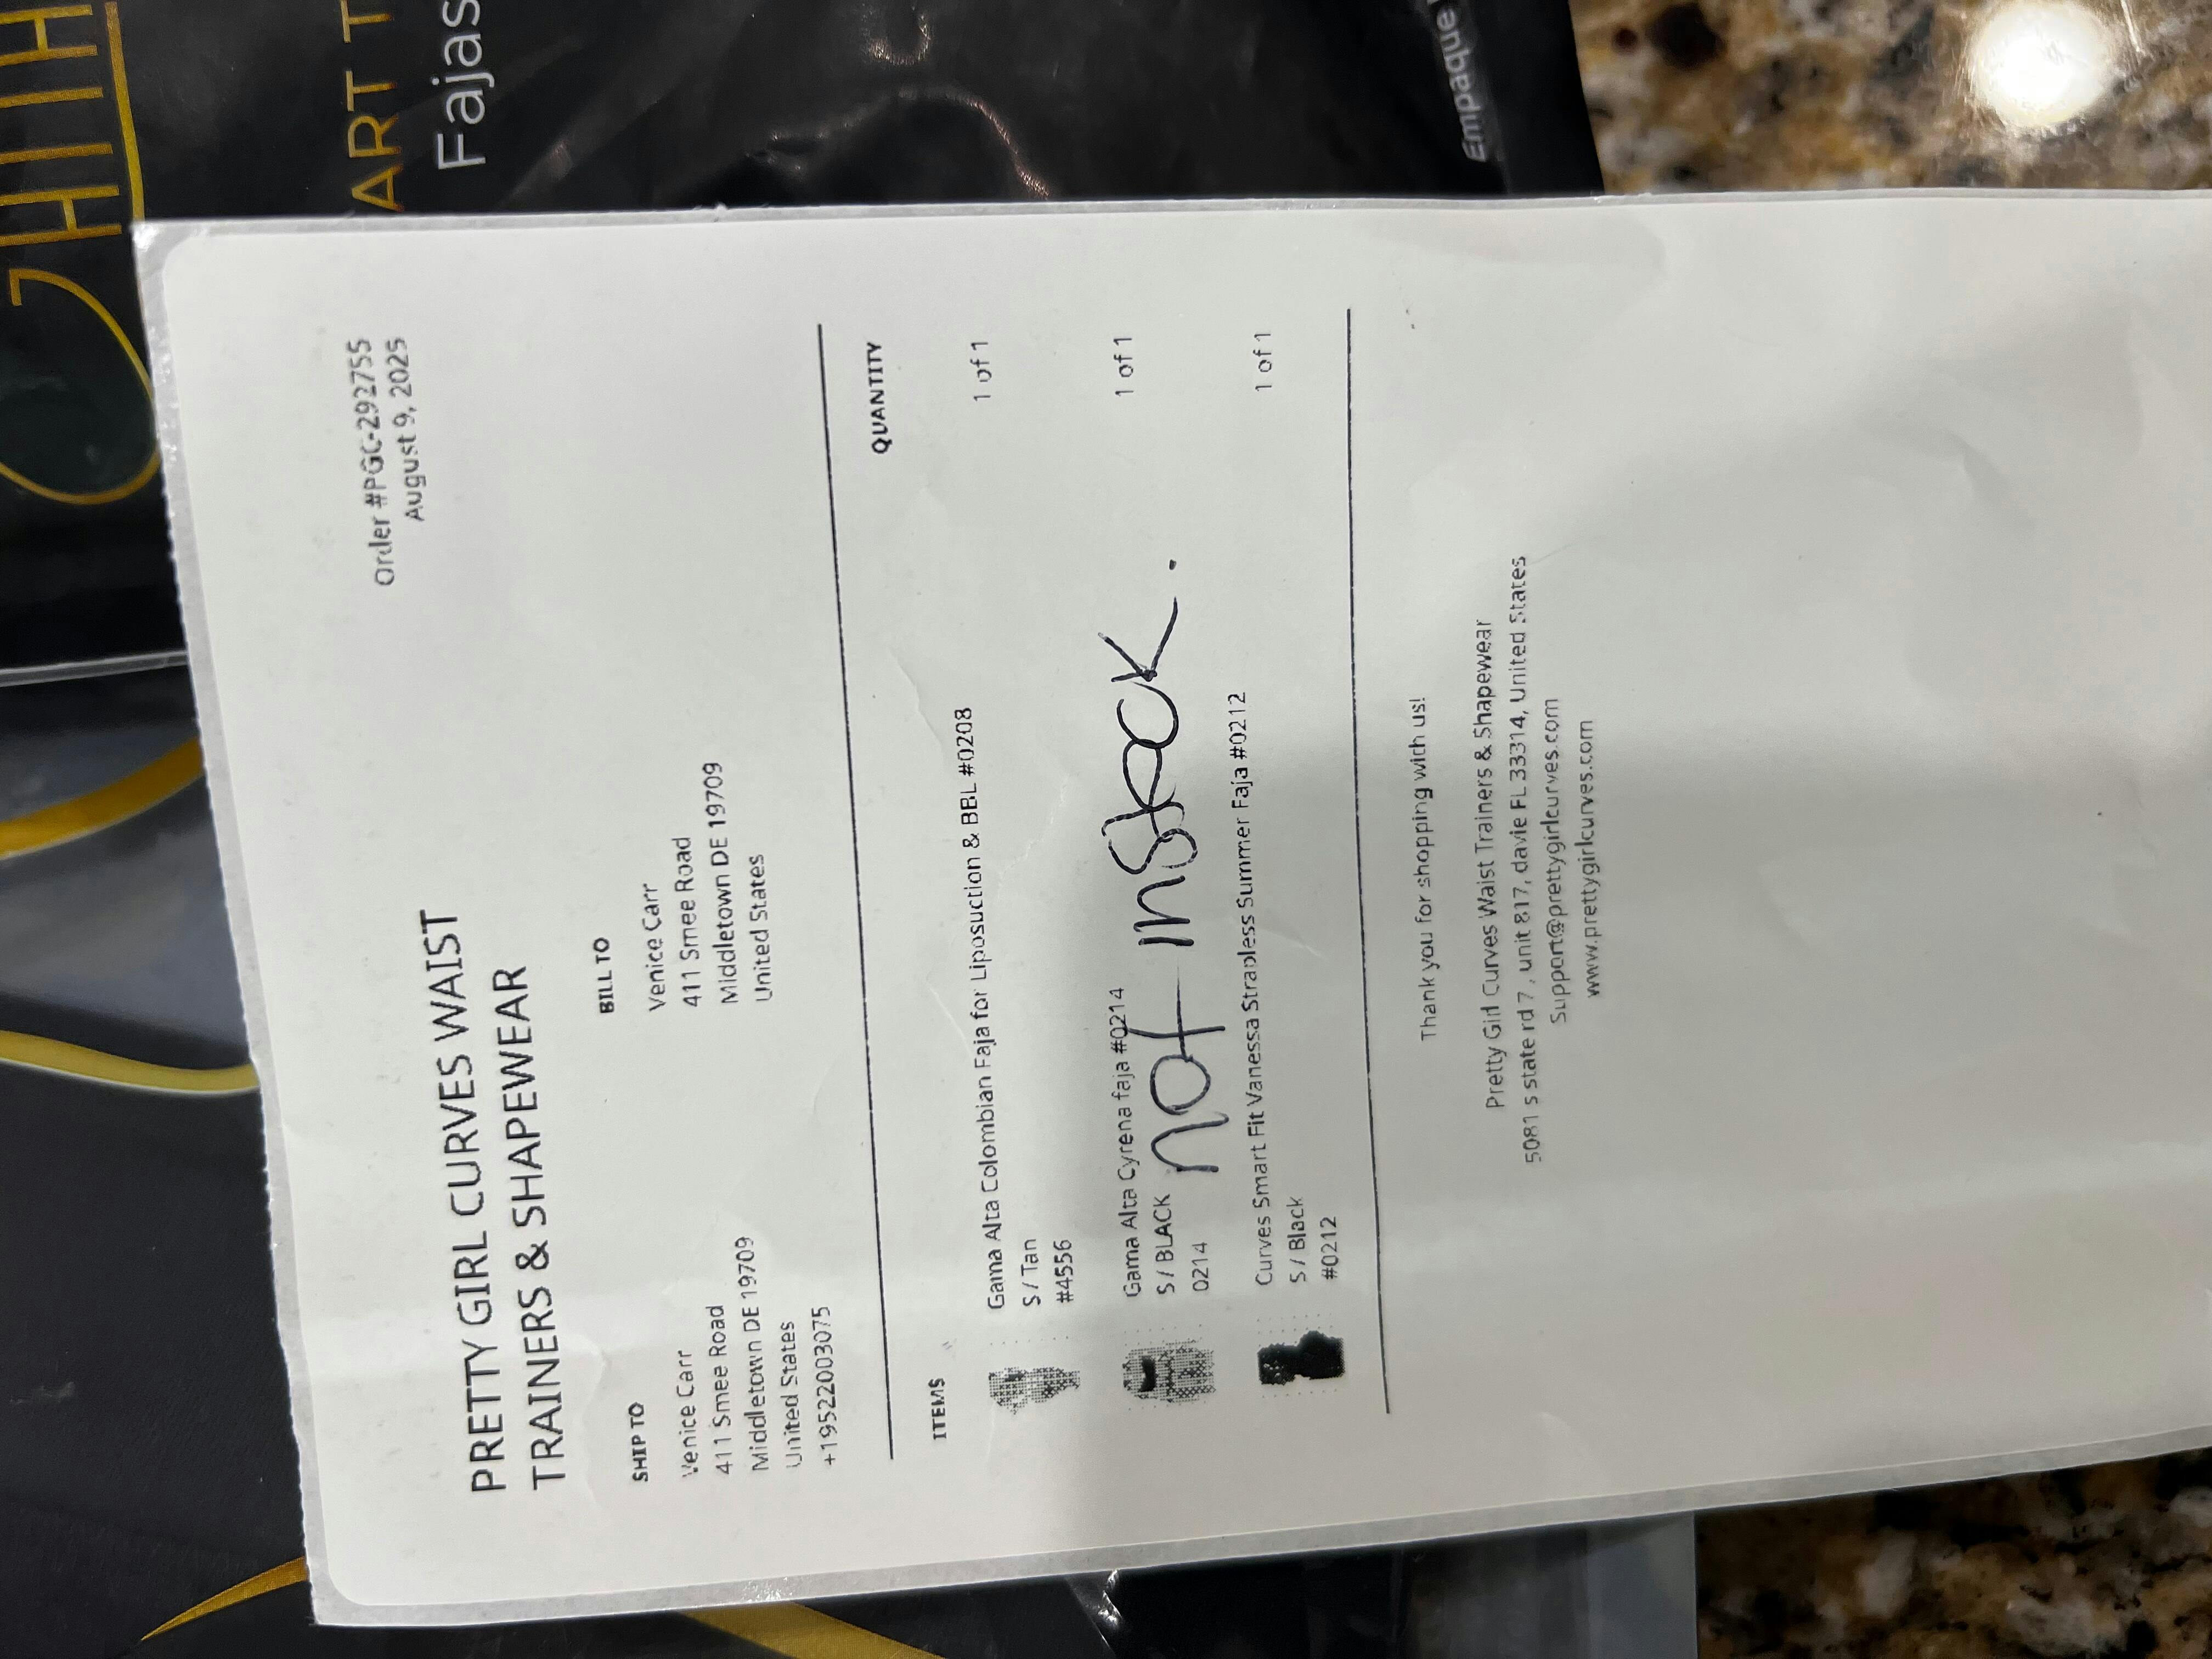 ART T
Fajas
Empaque
Order #PGC-292755
August 9, 2025
PRETTY GIRL CURVES WAIST
TRAINERS & SHAPEWEAR
SHIP TO
Venice Carr
411 Smee Road
Middletown DE 19709
United States
+19522003075
BILL TO
Venice Carr
411 Smee Road
Middletown DE 19709
United States
ITEMS QUANTITY
Gama Alta Colombian Faja for Liposuction & BBL #0208 1 of 1
S / Tan
#4556
Gama Alta Cyrena faja #0214 1 of 1
S / BLACK
0214
not instock.
Curves Smart Fit Vanessa Strapless Summer Faja #0212 1 of 1
S / Black
#0212
Thank you for shopping with us!
Pretty Girl Curves Waist Trainers & Shapewear
5081 s state rd 7, unit 817, davie FL 33314, United States
Support@prettygirlcurves.com
www.prettygirlcurves.com